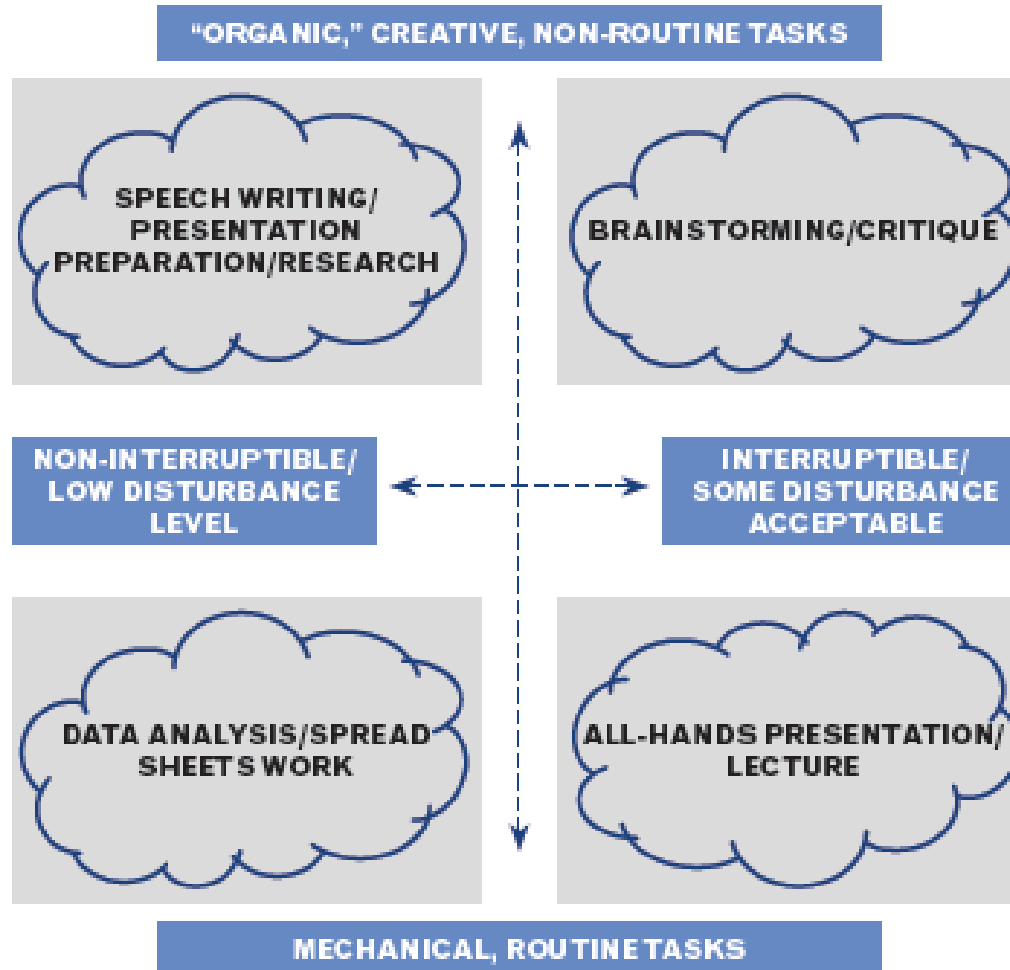 “ORGANIC,” CREATIVE, NON-ROUTINE TASKS
SPEECH WRITING/
PRESENTATION
PREPARATION/RESEARCH
BRAINSTORMING/CRITIQUE
NON-INTERRUPTIBLE/
LOW DISTURBANCE
LEVEL
INTERRUPTIBLE/
SOME DISTURBANCE
ACCEPTABLE
DATA ANALYSIS/SPREAD
SHEETS WORK
ALL-HANDS PRESENTATION/
LECTURE
MECHANICAL, ROUTINE TASKS